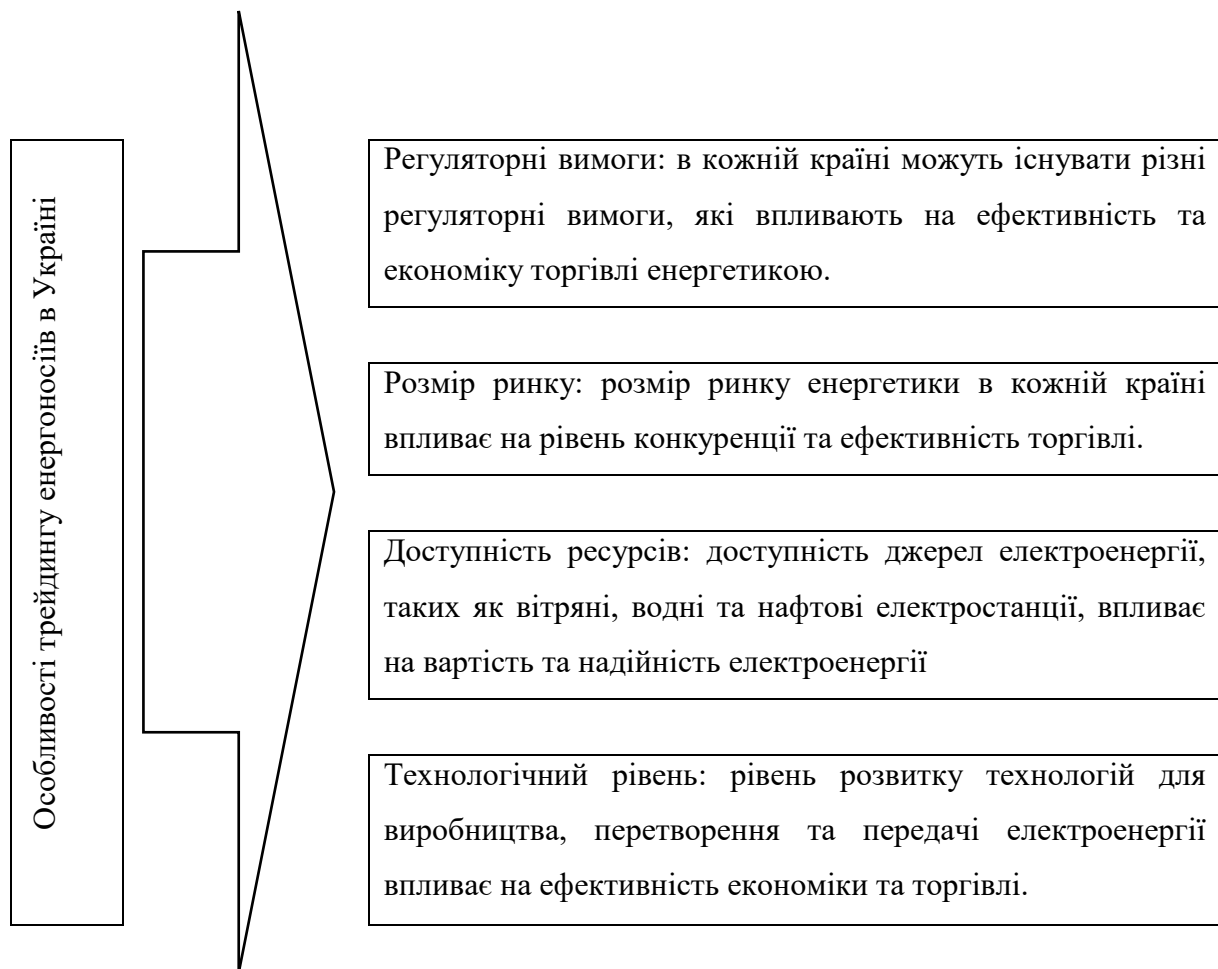 Особливості трейдингу енергоносіїв в Україні
Регуляторні вимоги: в кожній країні можуть існувати різні
регуляторні вимоги, які впливають на ефективність та
економіку торгівлі енергетикою.
Розмір ринку: розмір ринку енергетики в кожній країні
впливає на рівень конкуренції та ефективність торгівлі.
Доступність ресурсів: доступність джерел електроенергії,
таких як вітряні, водні та нафтові електростанції, впливає
на вартість та надійність електроенергії
Технологічний рівень: рівень розвитку технологій для
виробництва, перетворення та передачі електроенергії
впливає на ефективність економіки та торгівлі.